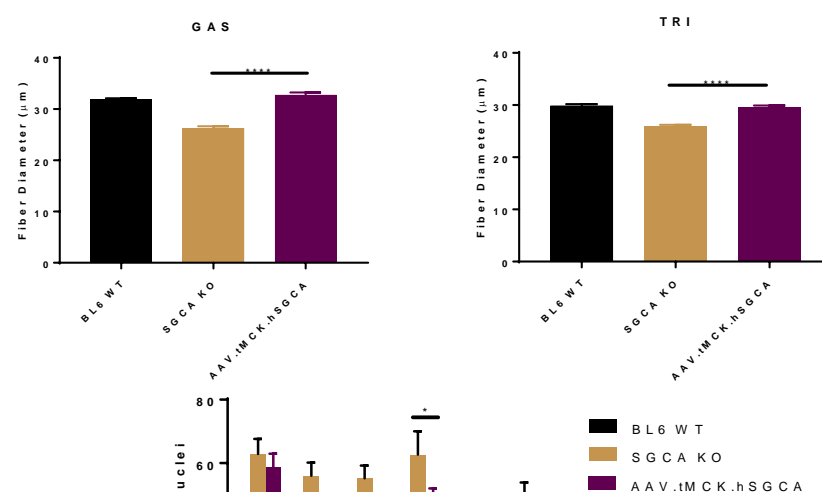 GAS
TRI
40
30
20
10
0
Fiber Diameter (μm)
****
BL6 WT
SGCA KO
AAV.tMCK.hSGCA
40
30
20
10
0
Fiber Diameter (μm)
****
BL6 WT
SGCA KO
AAV.tMCK.hSGCA
80
60
uclei
*
BL6 WT
SGCA KO
AAV.tMCK.hSGCA